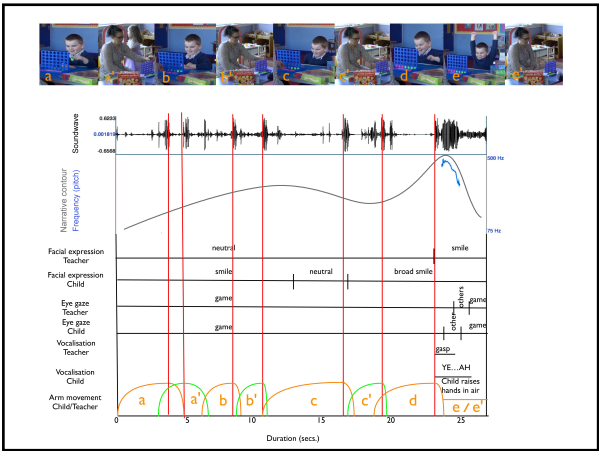 a
a'
b
b'
c
c'
d
e
e'
Soundwave
0.6293
0.001819
-0.6568
Narrative contour
Frequency (pitch)
500 Hz
75 Hz
Facial expression
Teacher
neutral
smile
Facial expression
Child
smile
neutral
broad smile
Eye gaze
Teacher
game
others
game
Eye gaze
Child
game
other
game
Vocalisation
Teacher
gasp
Vocalisation
Child
YE...AH
Child raises
hands in air
Arm movement
Child/Teacher
a
a'
b
b'
c
c'
d
e / e'
0
5
10
15
20
25
Duration (secs.)